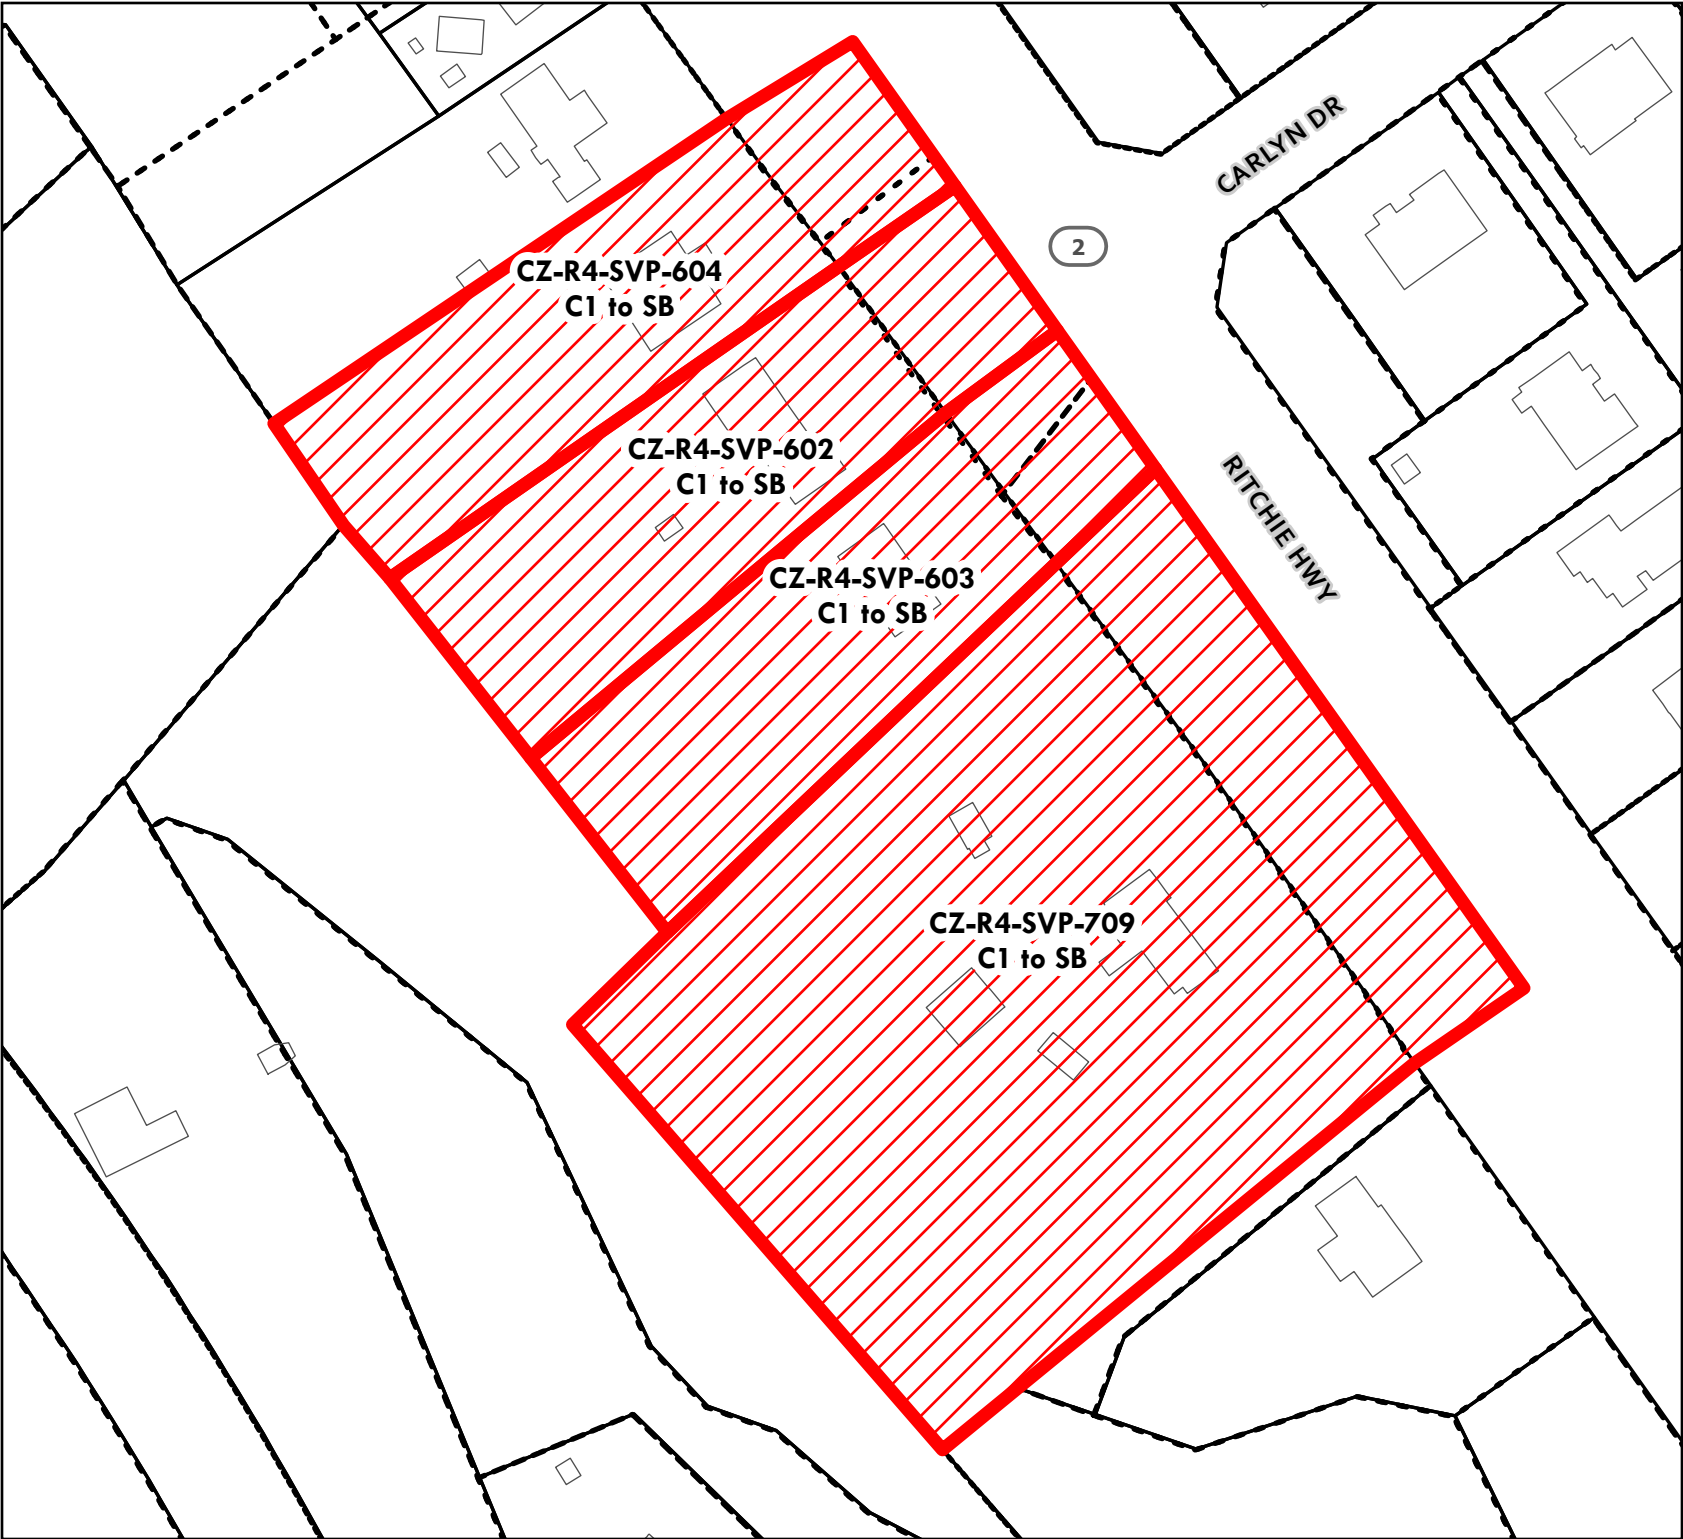 CARLYN DR
2
CZ-R4-SVP-604
C1 to SB
CZ-R4-SVP-602
C1 to SB
RITCHIE HWY
CZ-R4-SVP-603
C1 to SB
CZ-R4-SVP-709
C1 to SB